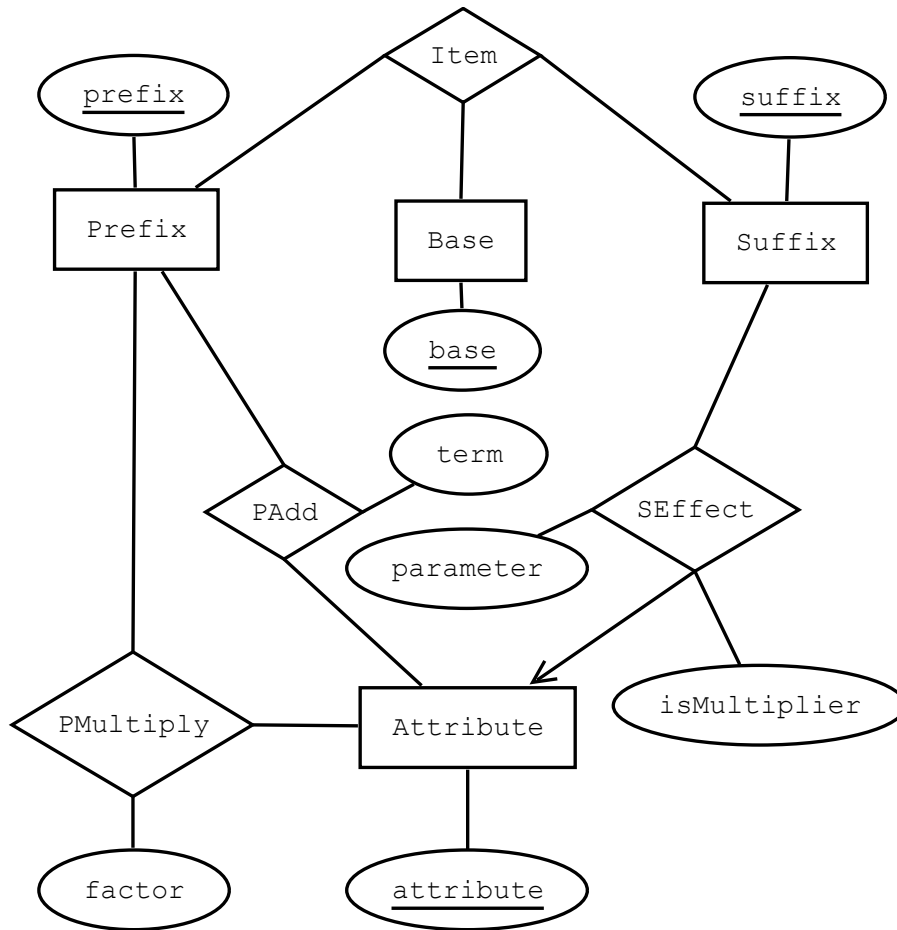 Item
prefix
suffix
Prefix
Base
Suffix
base
term
PAdd
SEffect
parameter
isMultiplier
PMultiply
Attribute
factor
attribute